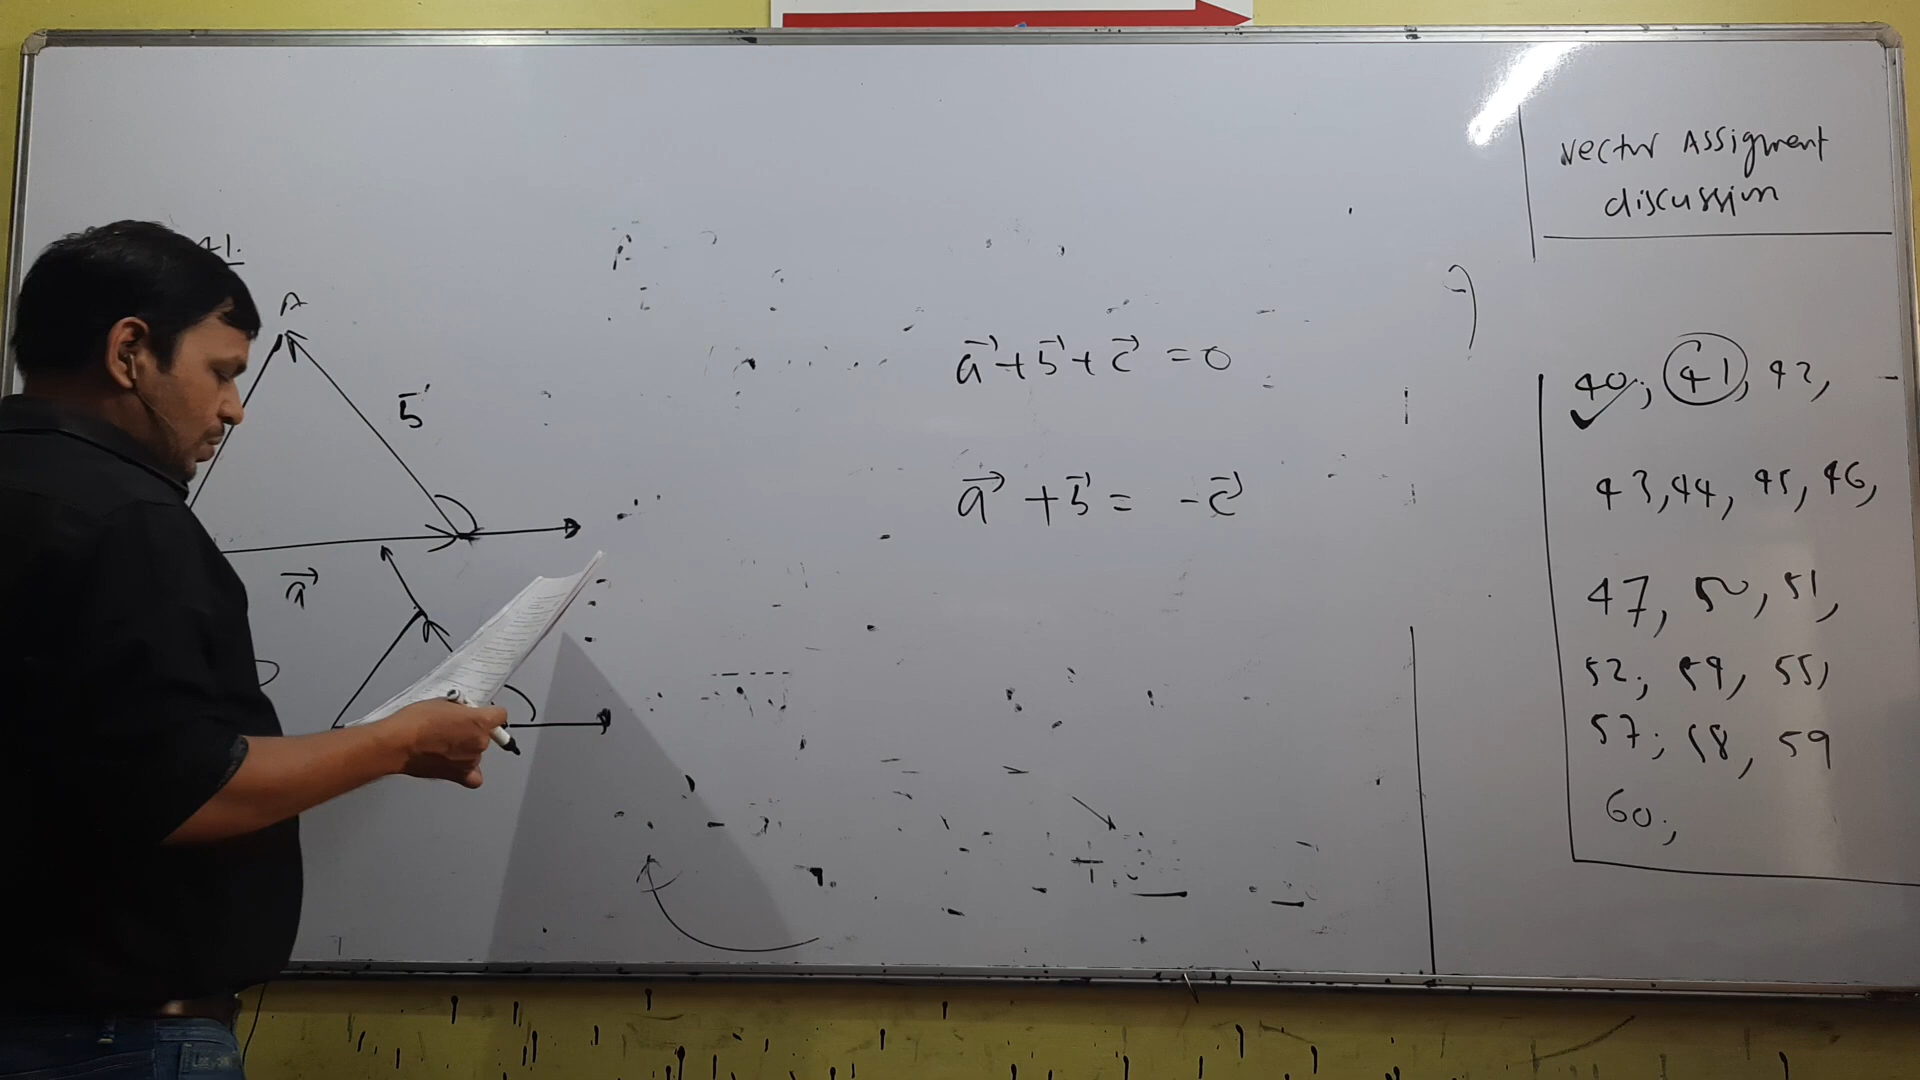 41.
A
b⃗
a⃗
a⃗ + b⃗ + c⃗ = 0
a⃗ + b⃗ = -c⃗
Vector Assigment
discussion
40, 41, 42,
43, 44, 45, 46,
47, 50, 51,
52, 54, 55,
57, 58, 59
60,